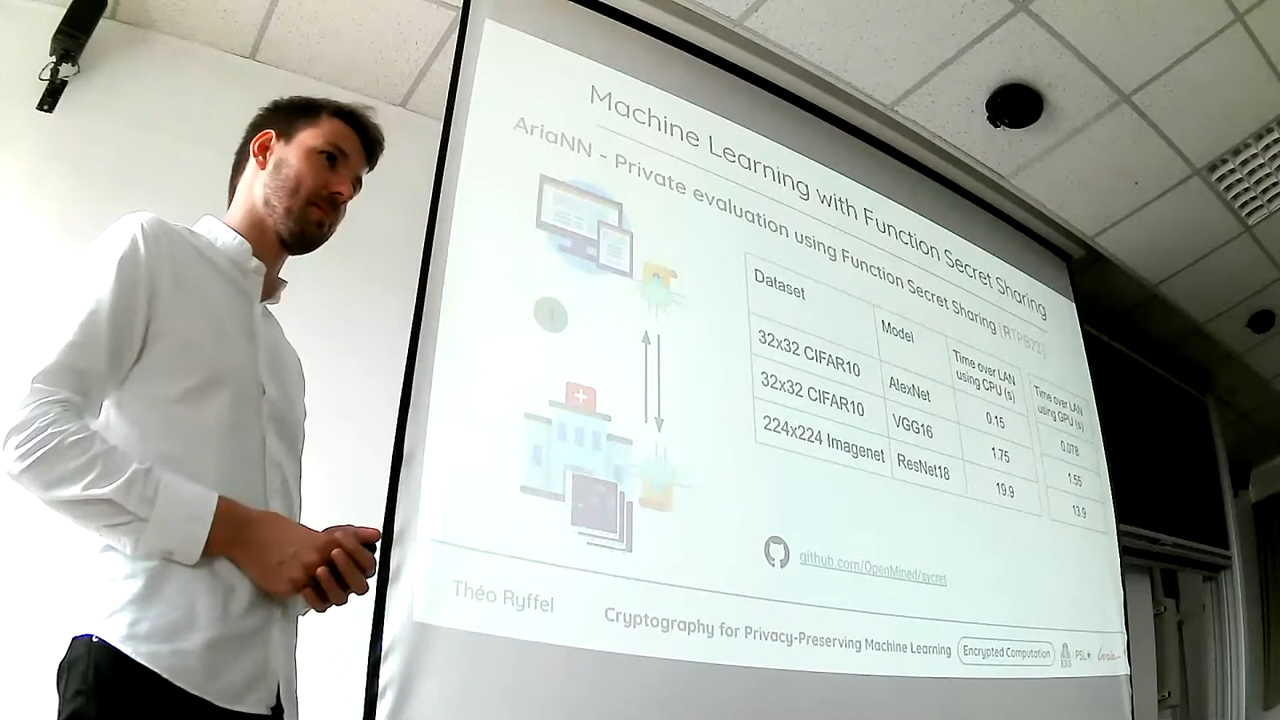 Machine Learning with Function Secret Sharing
AriaNN - Private evaluation using Function Secret Sharing [RTPB22]
Dataset Model Time over LAN using CPU (s) Time over LAN using GPU (s)
32x32 CIFAR10 AlexNet 0.15 0.078
32x32 CIFAR10 VGG16 1.75 1.55
224x224 Imagenet ResNet18 19.9 13.9
github.com/OpenMined/sycret
Théo Ryffel Cryptography for Privacy-Preserving Machine Learning Encrypted Computation PSL